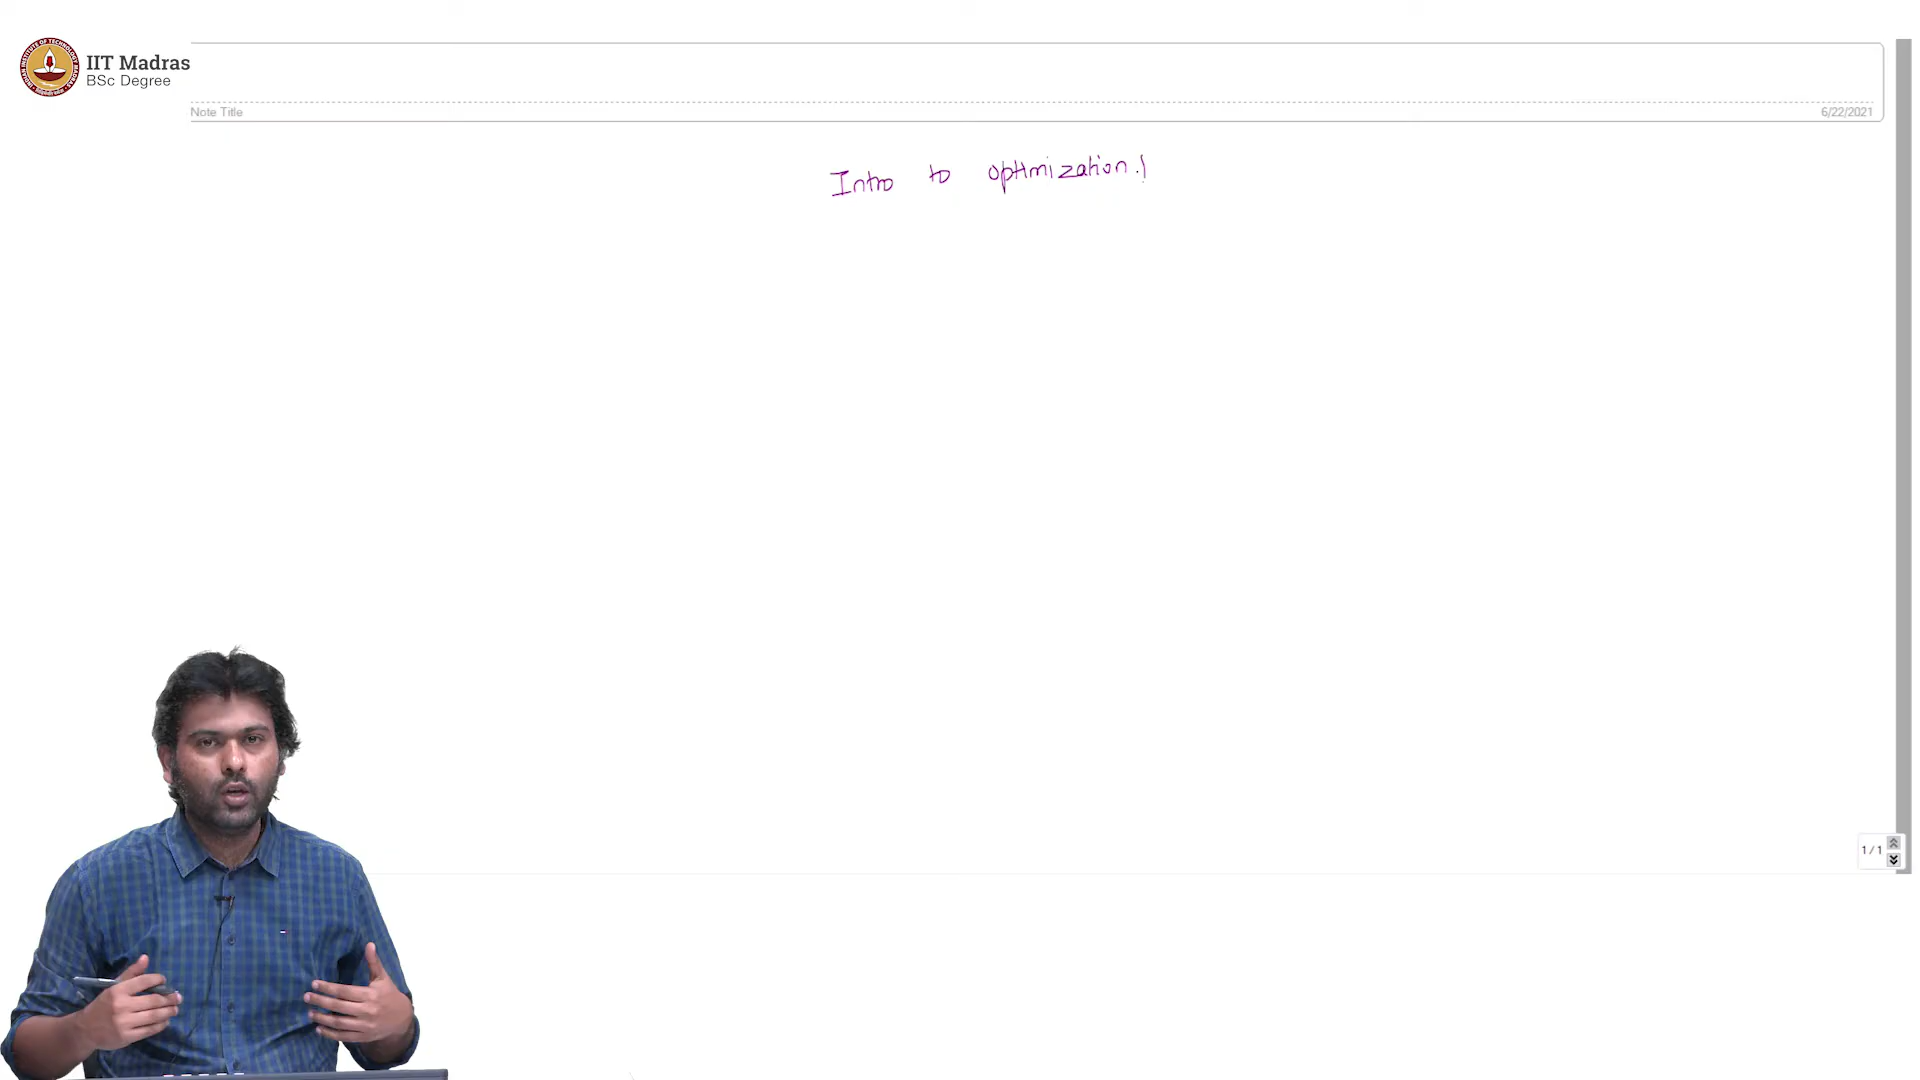 IIT Madras
BSc Degree
Note Title
6/22/2021
Intro to optimization.!
1 / 1